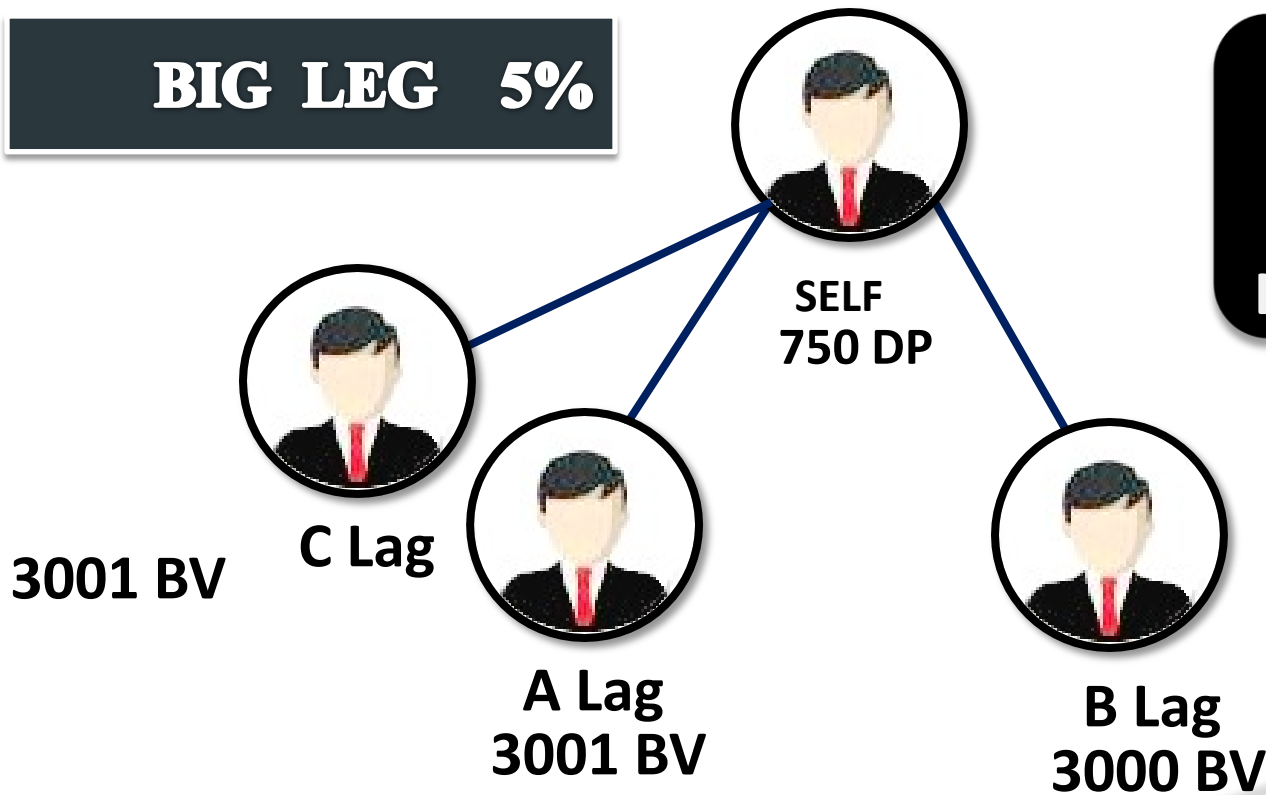 BIG LEG 5%
SELF
750 DP
C Lag
3001 BV
A Lag
3001 BV
B Lag
3000 BV